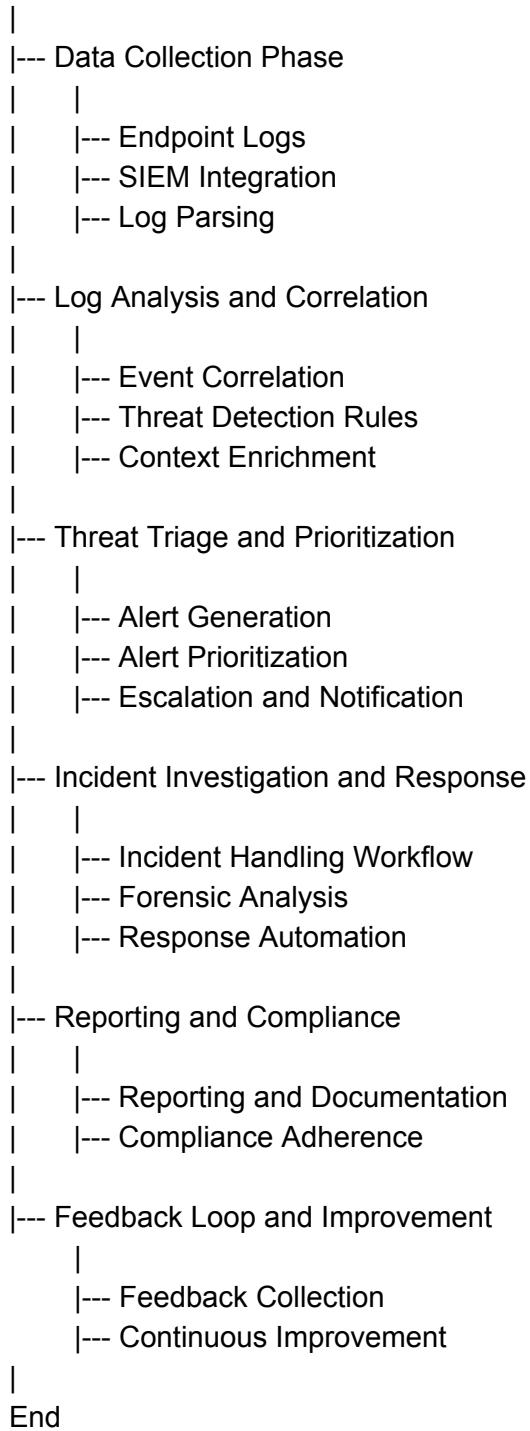 |
|--- Data Collection Phase
|     |
|     |--- Endpoint Logs
|     |--- SIEM Integration
|     |--- Log Parsing
|
|--- Log Analysis and Correlation
|     |
|     |--- Event Correlation
|     |--- Threat Detection Rules
|     |--- Context Enrichment
|
|--- Threat Triage and Prioritization
|     |
|     |--- Alert Generation
|     |--- Alert Prioritization
|     |--- Escalation and Notification
|
|--- Incident Investigation and Response
|     |
|     |--- Incident Handling Workflow
|     |--- Forensic Analysis
|     |--- Response Automation
|
|--- Reporting and Compliance
|     |
|     |--- Reporting and Documentation
|     |--- Compliance Adherence
|
|--- Feedback Loop and Improvement
      |
      |--- Feedback Collection
      |--- Continuous Improvement
|
End